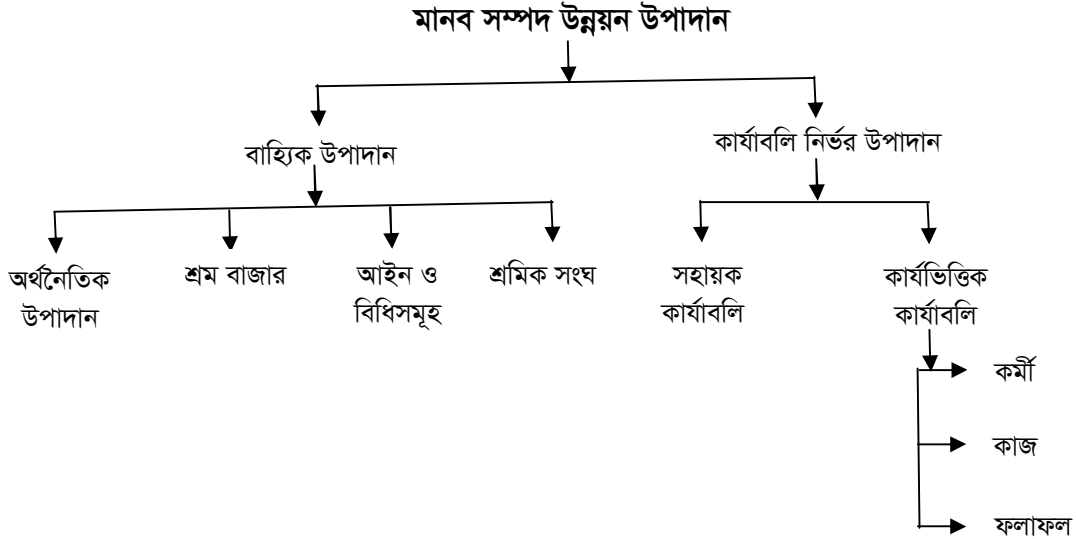 মানব সম্পদ উন্নয়ন উপাদান
বাহ্যিক উপাদান
কার্যাবলি নির্ভর উপাদান
অর্থনৈতিক
উপাদান
শ্রম বাজার
আইন ও
বিধিসমূহ
শ্রমিক সংঘ
সহায়ক
কার্যাবলি
কার্যভিত্তিক
কার্যাবলি
কর্মী
কাজ
ফলাফল